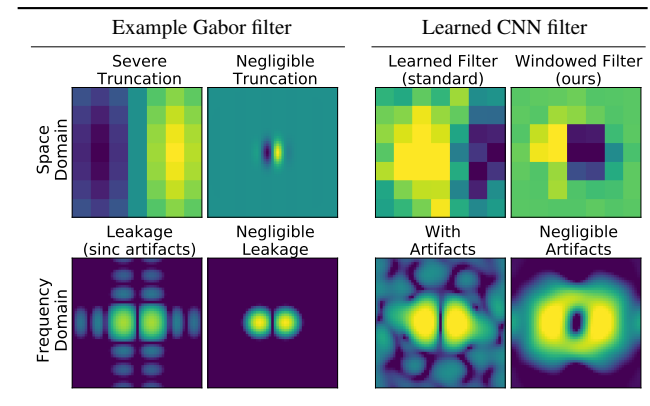 Example Gabor filter
Learned CNN filter
Severe
Truncation
Negligible
Truncation
Learned Filter
(standard)
Windowed Filter
(ours)
Space
Domain
Leakage
(sinc artifacts)
Negligible
Leakage
With
Artifacts
Negligible
Artifacts
Frequency
Domain